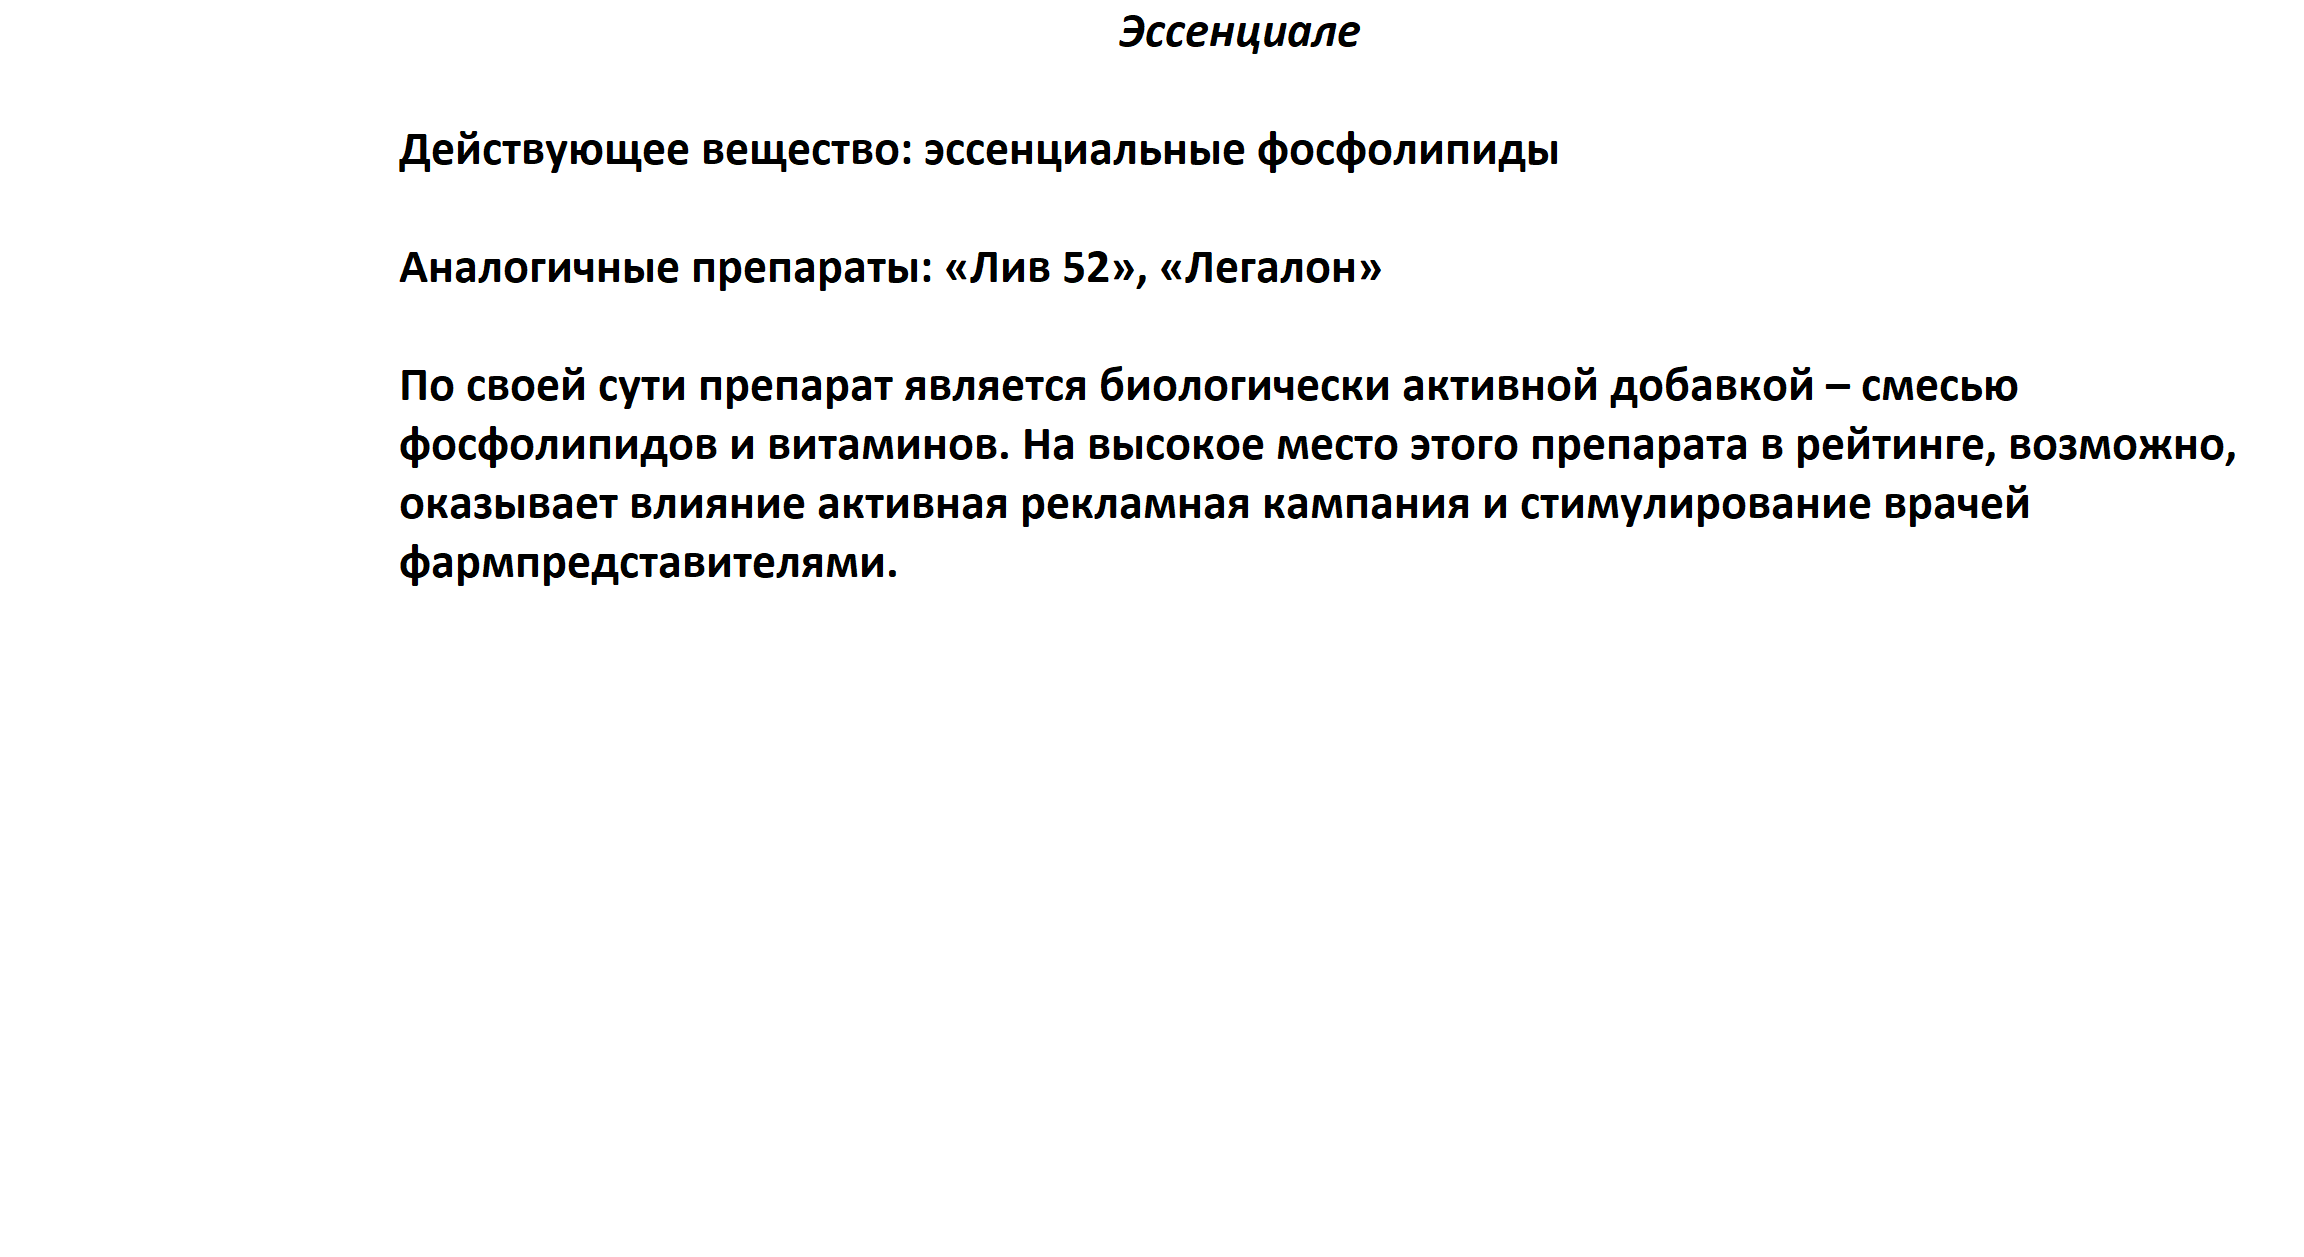 Эссенциале
Действующее вещество: эссенциальные фосфолипиды
Аналогичные препараты: «Лив 52», «Легалон»
По своей сути препарат является биологически активной добавкой – смесью
фосфолипидов и витаминов. На высокое место этого препарата в рейтинге, возможно,
оказывает влияние активная рекламная кампания и стимулирование врачей
фармпредставителями.